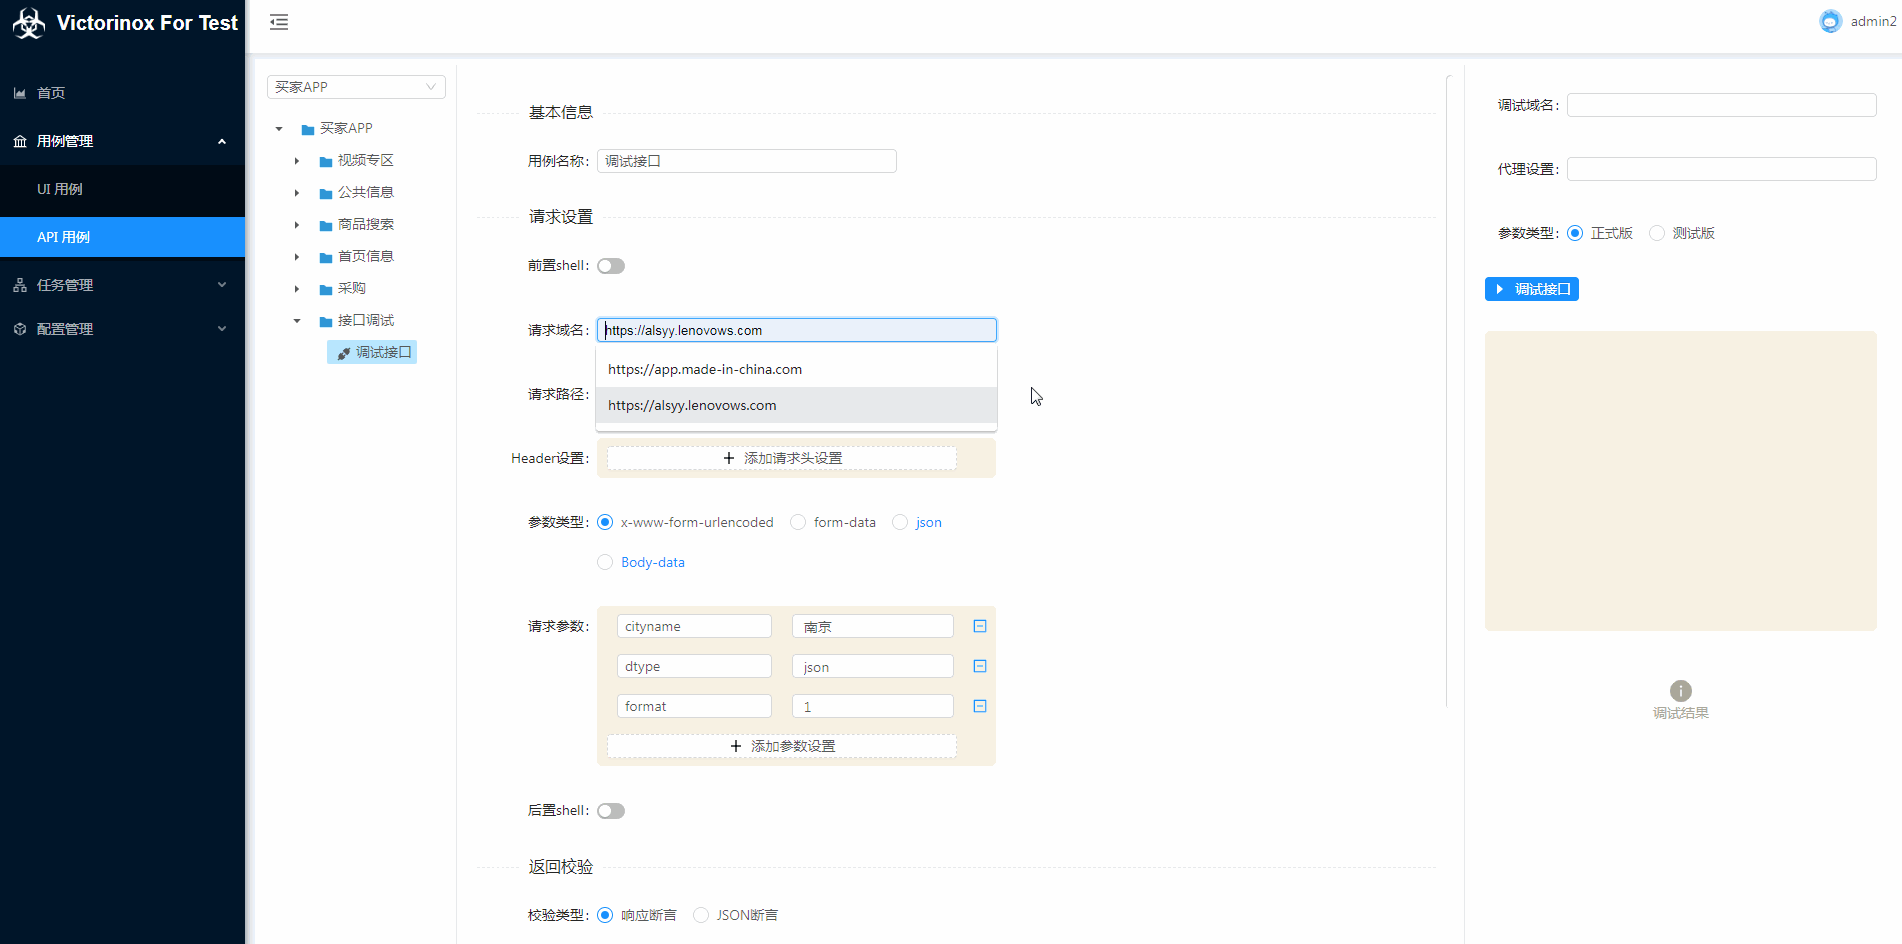 Victorinox For Test
admin2
首页
用例管理
UI 用例
API 用例
任务管理
配置管理
买家APP
买家APP
视频专区
公共信息
商品搜索
首页信息
采购
接口调试
调试接口
基本信息
用例名称:
调试接口
请求设置
前置shell:
请求域名:
https://alsyy.lenovows.com
https://app.made-in-china.com
https://alsyy.lenovows.com
请求路径:
Header设置:
添加请求头设置
参数类型:
x-www-form-urlencoded
form-data
json
Body-data
请求参数:
cityname
南京
dtype
json
format
1
添加参数设置
后置shell:
返回校验
校验类型:
响应断言
JSON断言
调试域名:
代理设置:
参数类型:
正式版
测试版
调试接口
调试结果